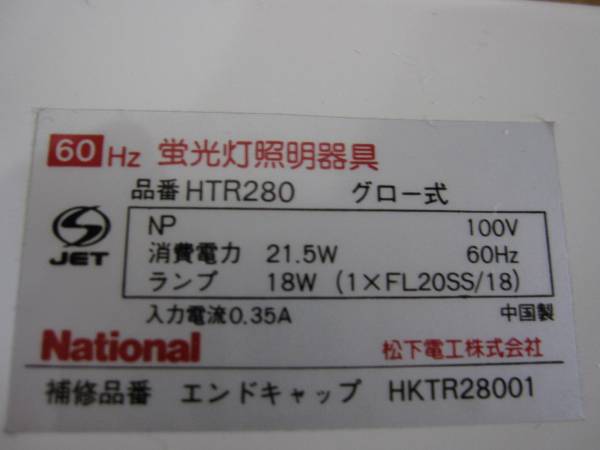 60 Hz 蛍光灯照明器具
品番 HTR280 グロー式
NP 100V
消費電力 21.5W 60Hz
ランプ 18W (1×FL20SS/18)
JET
入力電流0.35A 中国製
National 松下電工株式会社
補修品番 エンドキャップ HKTR28001